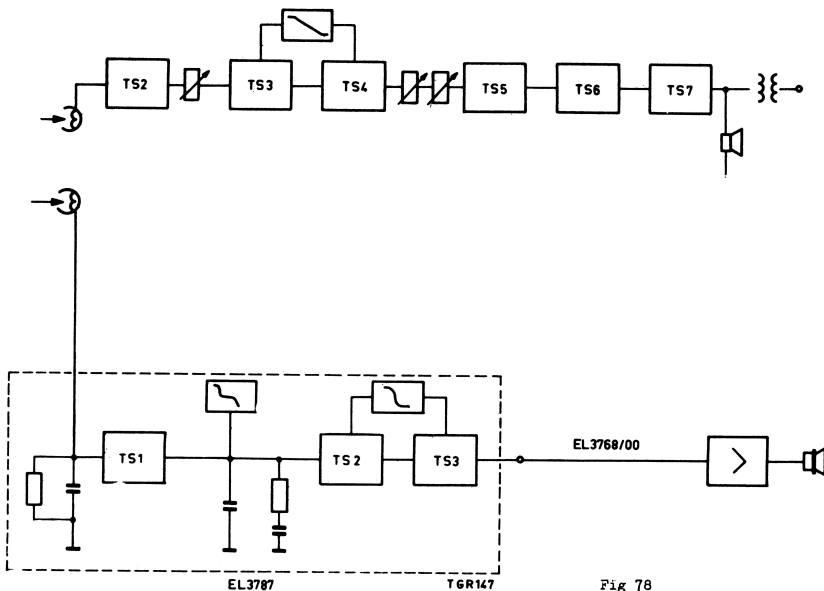 TS2
TS3
TS4
TS5
TS6
TS7
TS1
TS2
TS3
EL3768/00
EL3787
TGR147
Fig 78